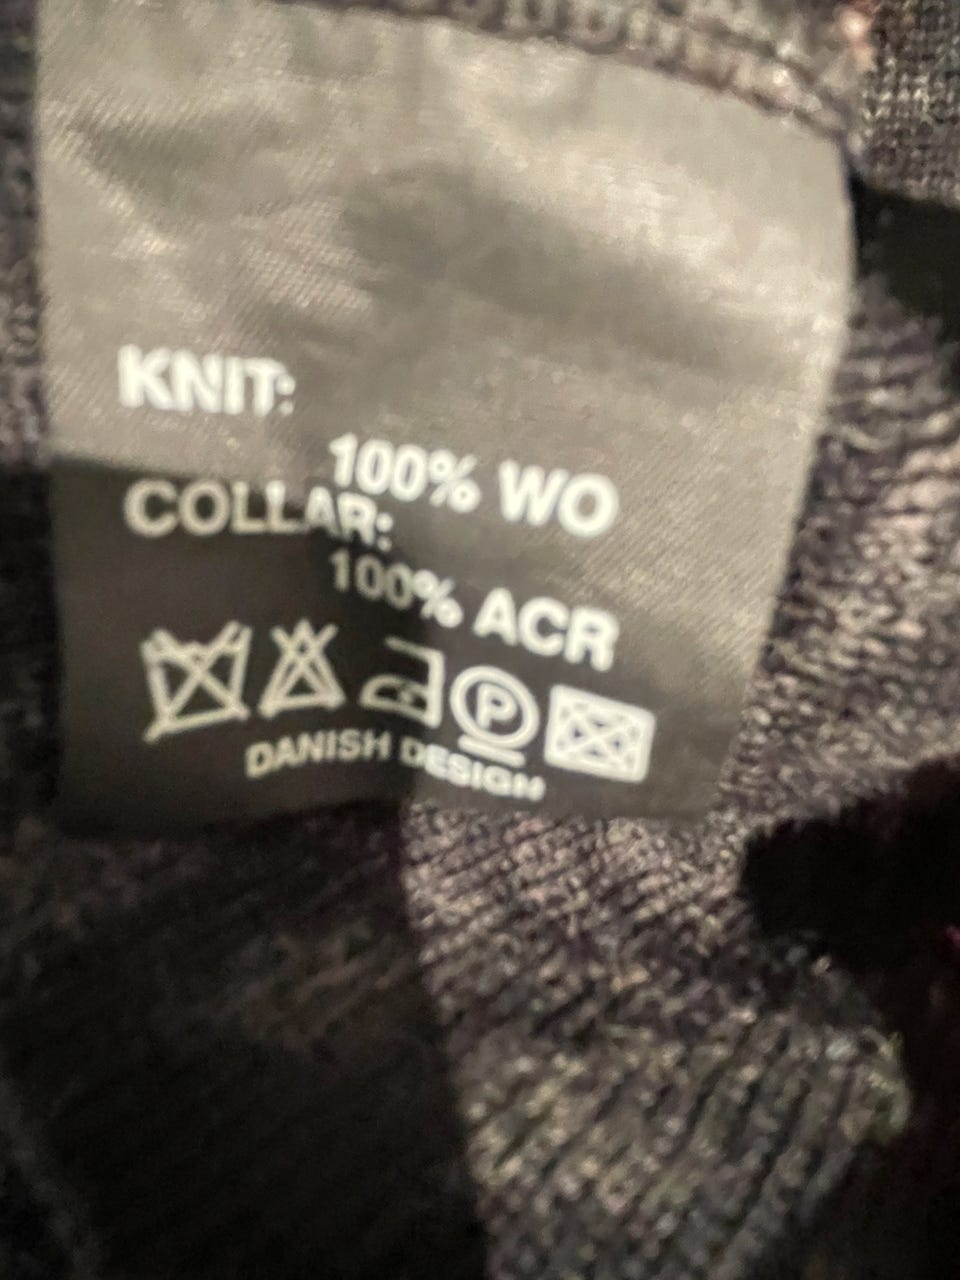 KNIT:
100% WO
COLLAR:
100% ACR
P
DANISH DESIGN